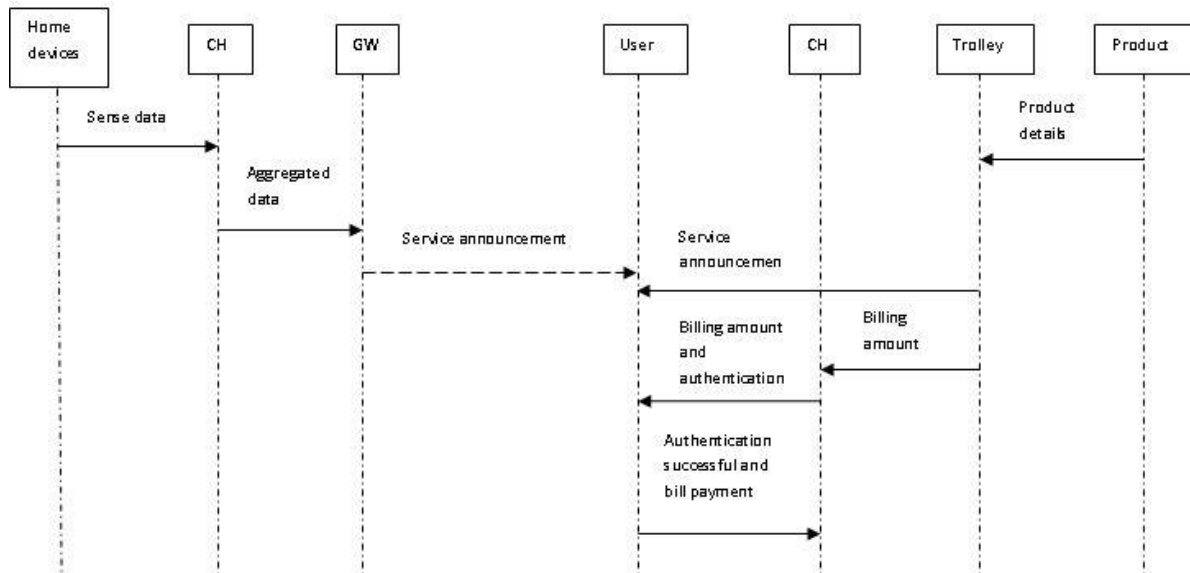 Home
devices
CH
GW
User
CH
Trolley
Product
Sense data
Product
details
Aggregated
data
Service announcement
Service
announcemen
Billing amount
and
authentication
Billing
amount
Authentication
successful and
bill payment